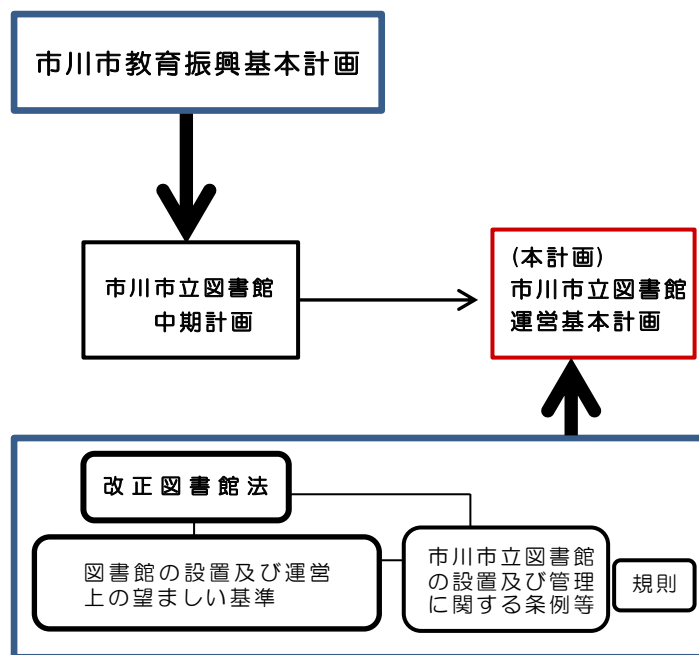 市川市教育振興基本計画
市川市立図書館
中期計画
(本計画)
市川市立図書館
運営基本計画
改正図書館法
図書館の設置及び運営
上の望ましい基準
市川市立図書館
の設置及び管理
に関する条例等
規則